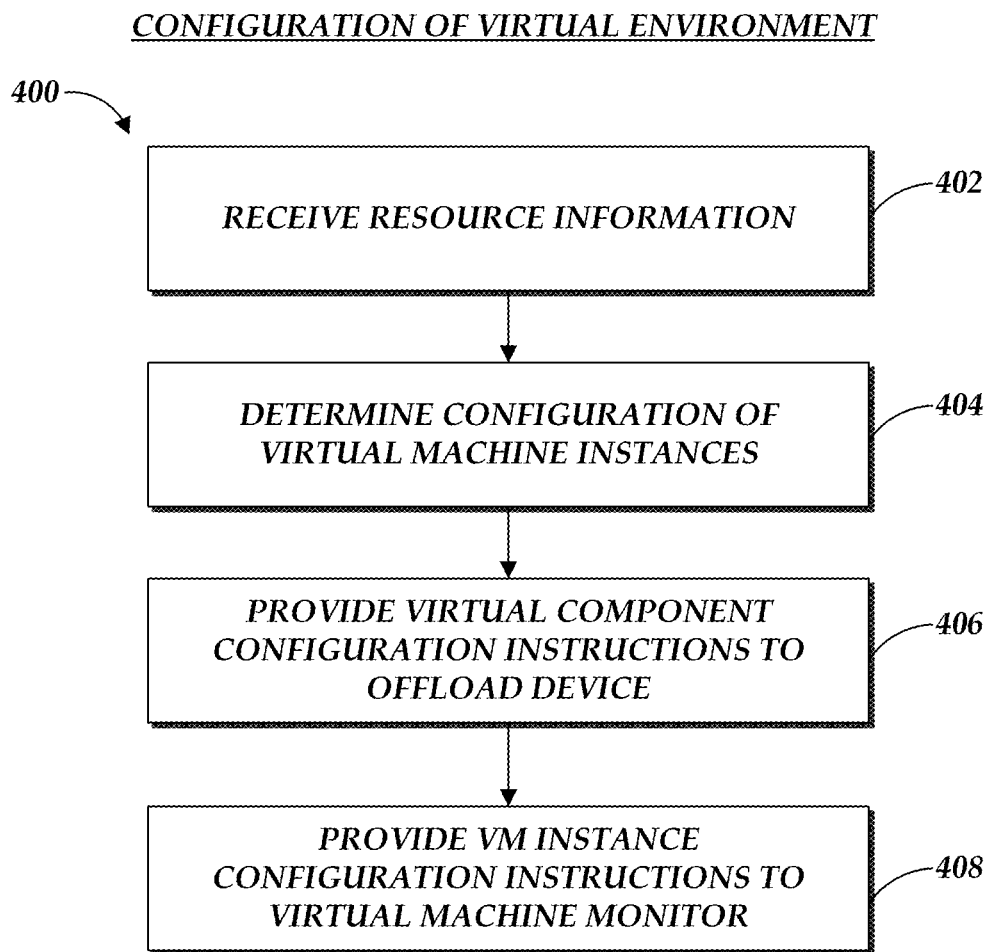 CONFIGURATION OF VIRTUAL ENVIRONMENT
400
RECEIVE RESOURCE INFORMATION
402
DETERMINE CONFIGURATION OF
VIRTUAL MACHINE INSTANCES
404
PROVIDE VIRTUAL COMPONENT
CONFIGURATION INSTRUCTIONS TO
OFFLOAD DEVICE
406
PROVIDE VM INSTANCE
CONFIGURATION INSTRUCTIONS TO
VIRTUAL MACHINE MONITOR
408